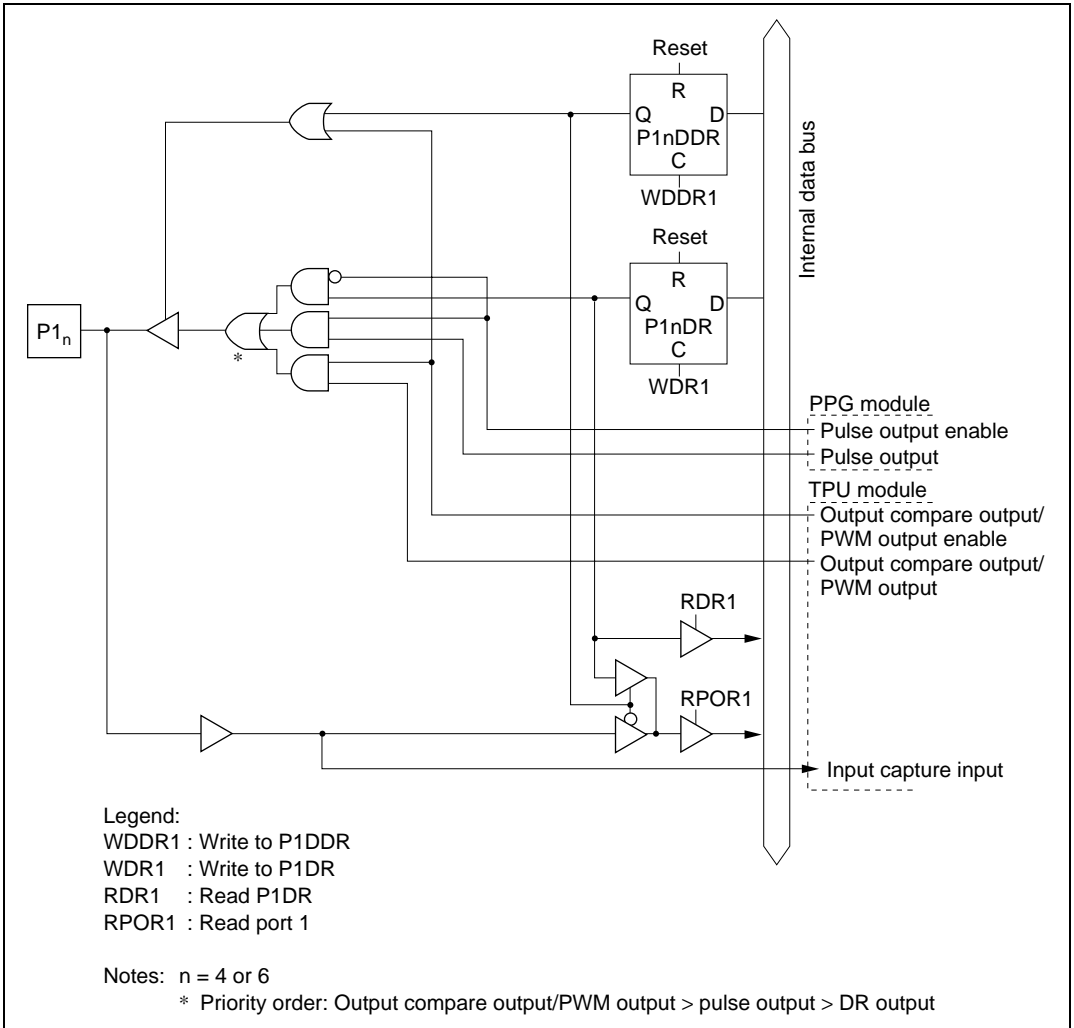 Reset
R
Q D
P1nDDR
C
WDDR1
Internal data bus
Reset
R
Q D
P1nDR
C
WDR1
P1n
*
PPG module
Pulse output enable
Pulse output
TPU module
Output compare output/
PWM output enable
Output compare output/
PWM output
RDR1
RPOR1
Input capture input
Legend:
WDDR1 : Write to P1DDR
WDR1 : Write to P1DR
RDR1 : Read P1DR
RPOR1 : Read port 1
Notes: n = 4 or 6
* Priority order: Output compare output/PWM output > pulse output > DR output